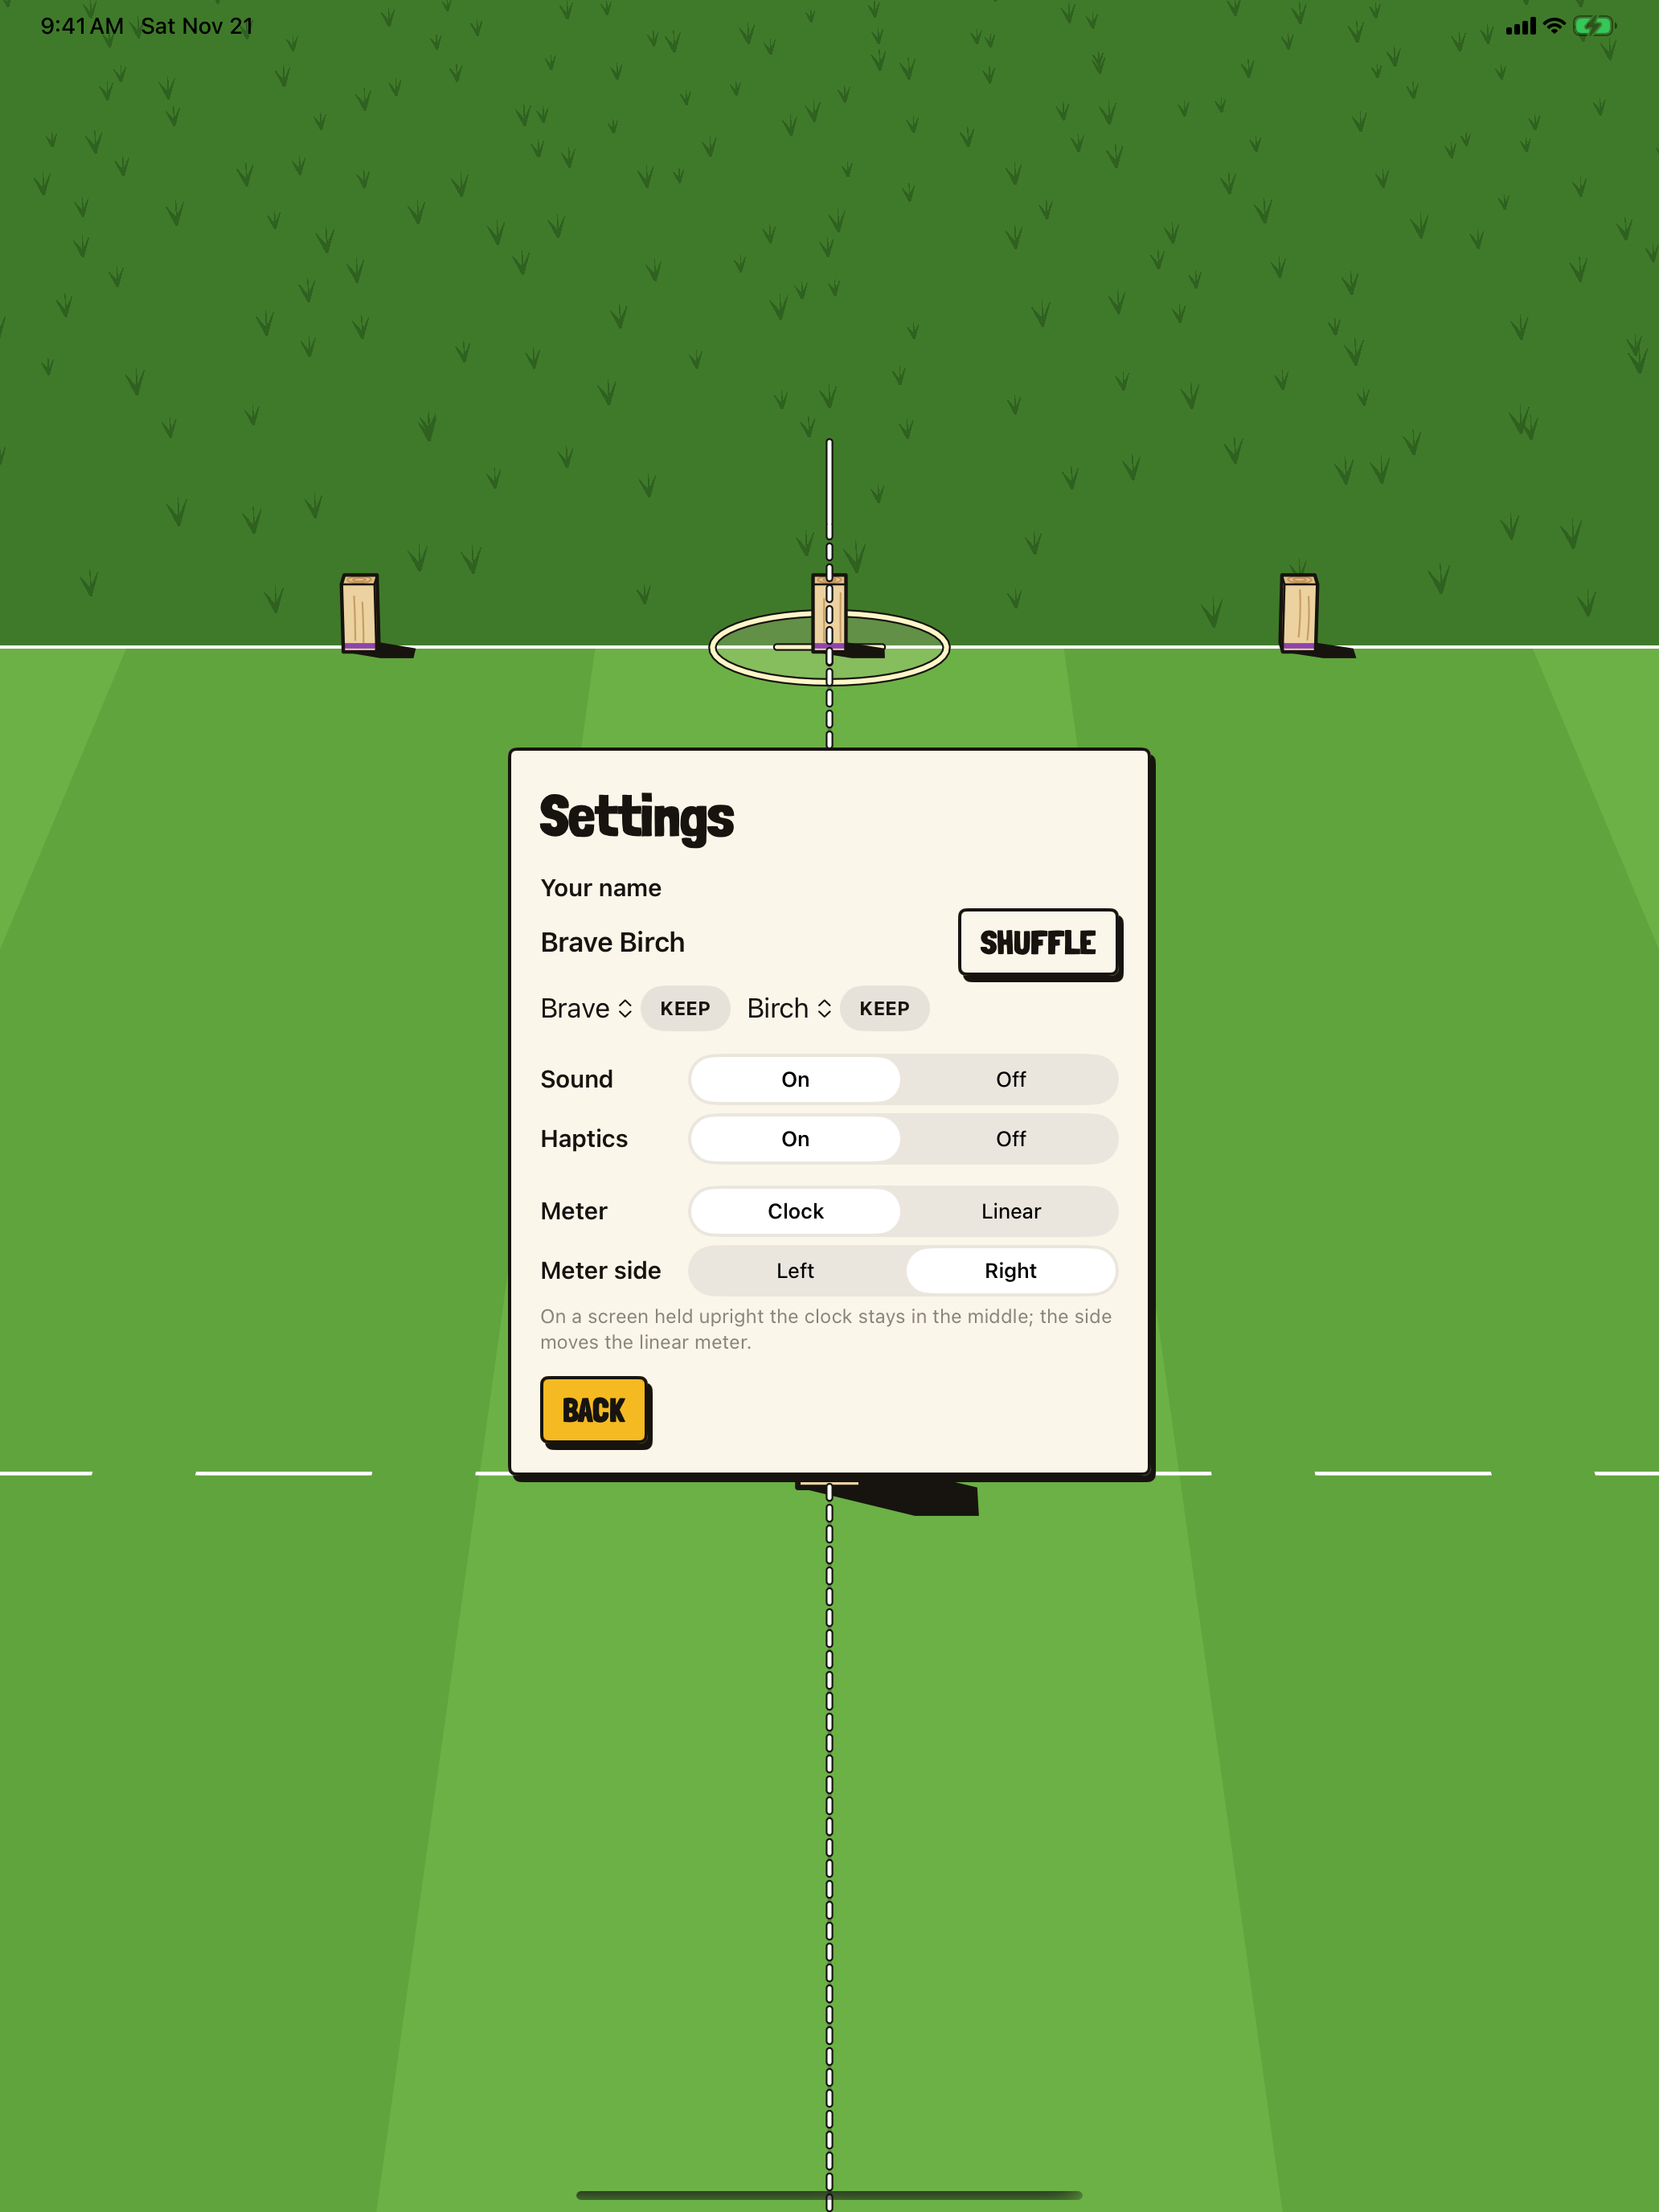 9:41 AM Sat Nov 21
Settings
Your name
Brave Birch
SHUFFLE
Brave KEEP Birch KEEP
Sound On Off
Haptics On Off
Meter Clock Linear
Meter side Left Right
On a screen held upright the clock stays in the middle; the side
moves the linear meter.
BACK